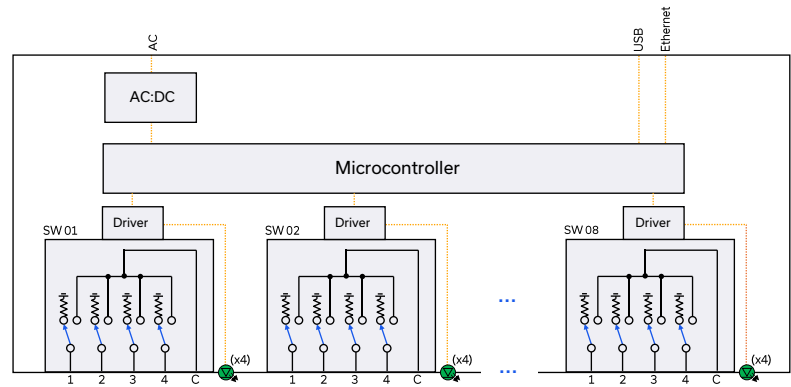 AC
USB
Ethernet
AC:DC
Microcontroller
Driver
Driver
Driver
SW 01
SW 02
SW 08
...
(x4)
(x4)
(x4)
1 2 3 4 C
1 2 3 4 C
...
1 2 3 4 C